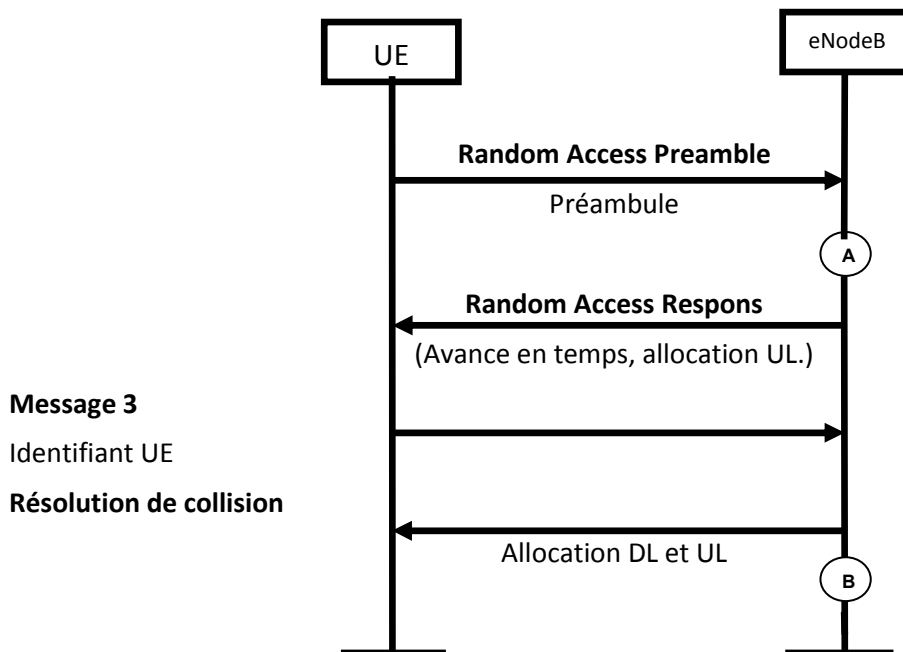 UE
eNodeB
Random Access Preamble
Préambule
A
Random Access Respons
(Avance en temps, allocation UL.)
Message 3
Identifiant UE
Résolution de collision
Allocation DL et UL
B